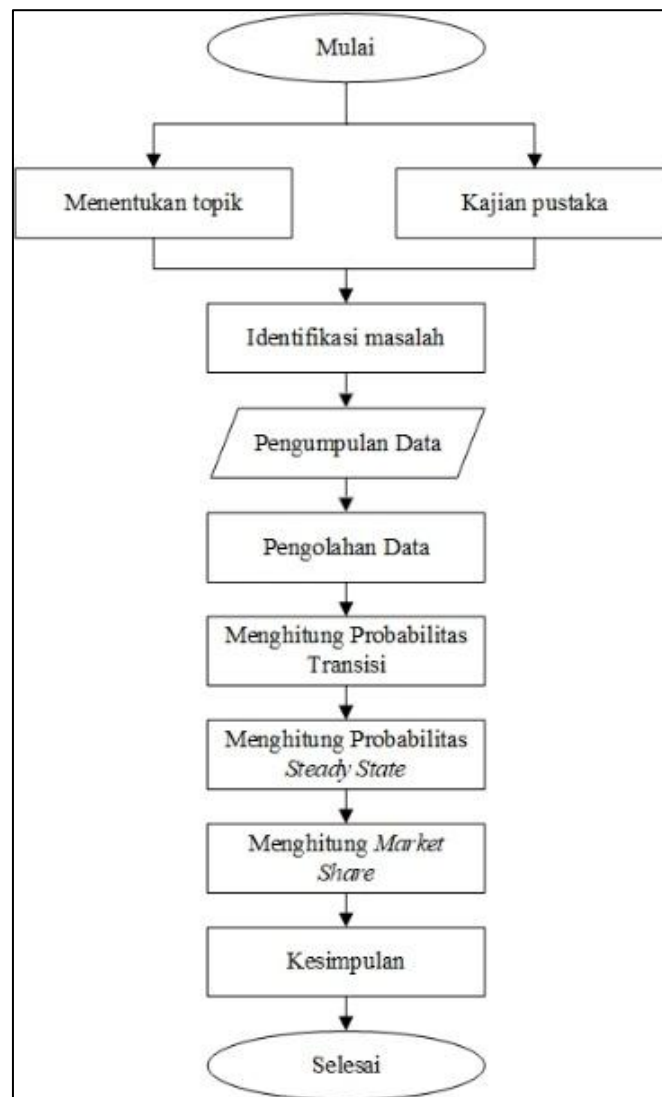 Mulai
Menentukan topik
Kajian pustaka
Identifikasi masalah
Pengumpulan Data
Pengolahan Data
Menghitung Probabilitas
Transisi
Menghitung Probabilitas
Steady State
Menghitung Market
Share
Kesimpulan
Selesai